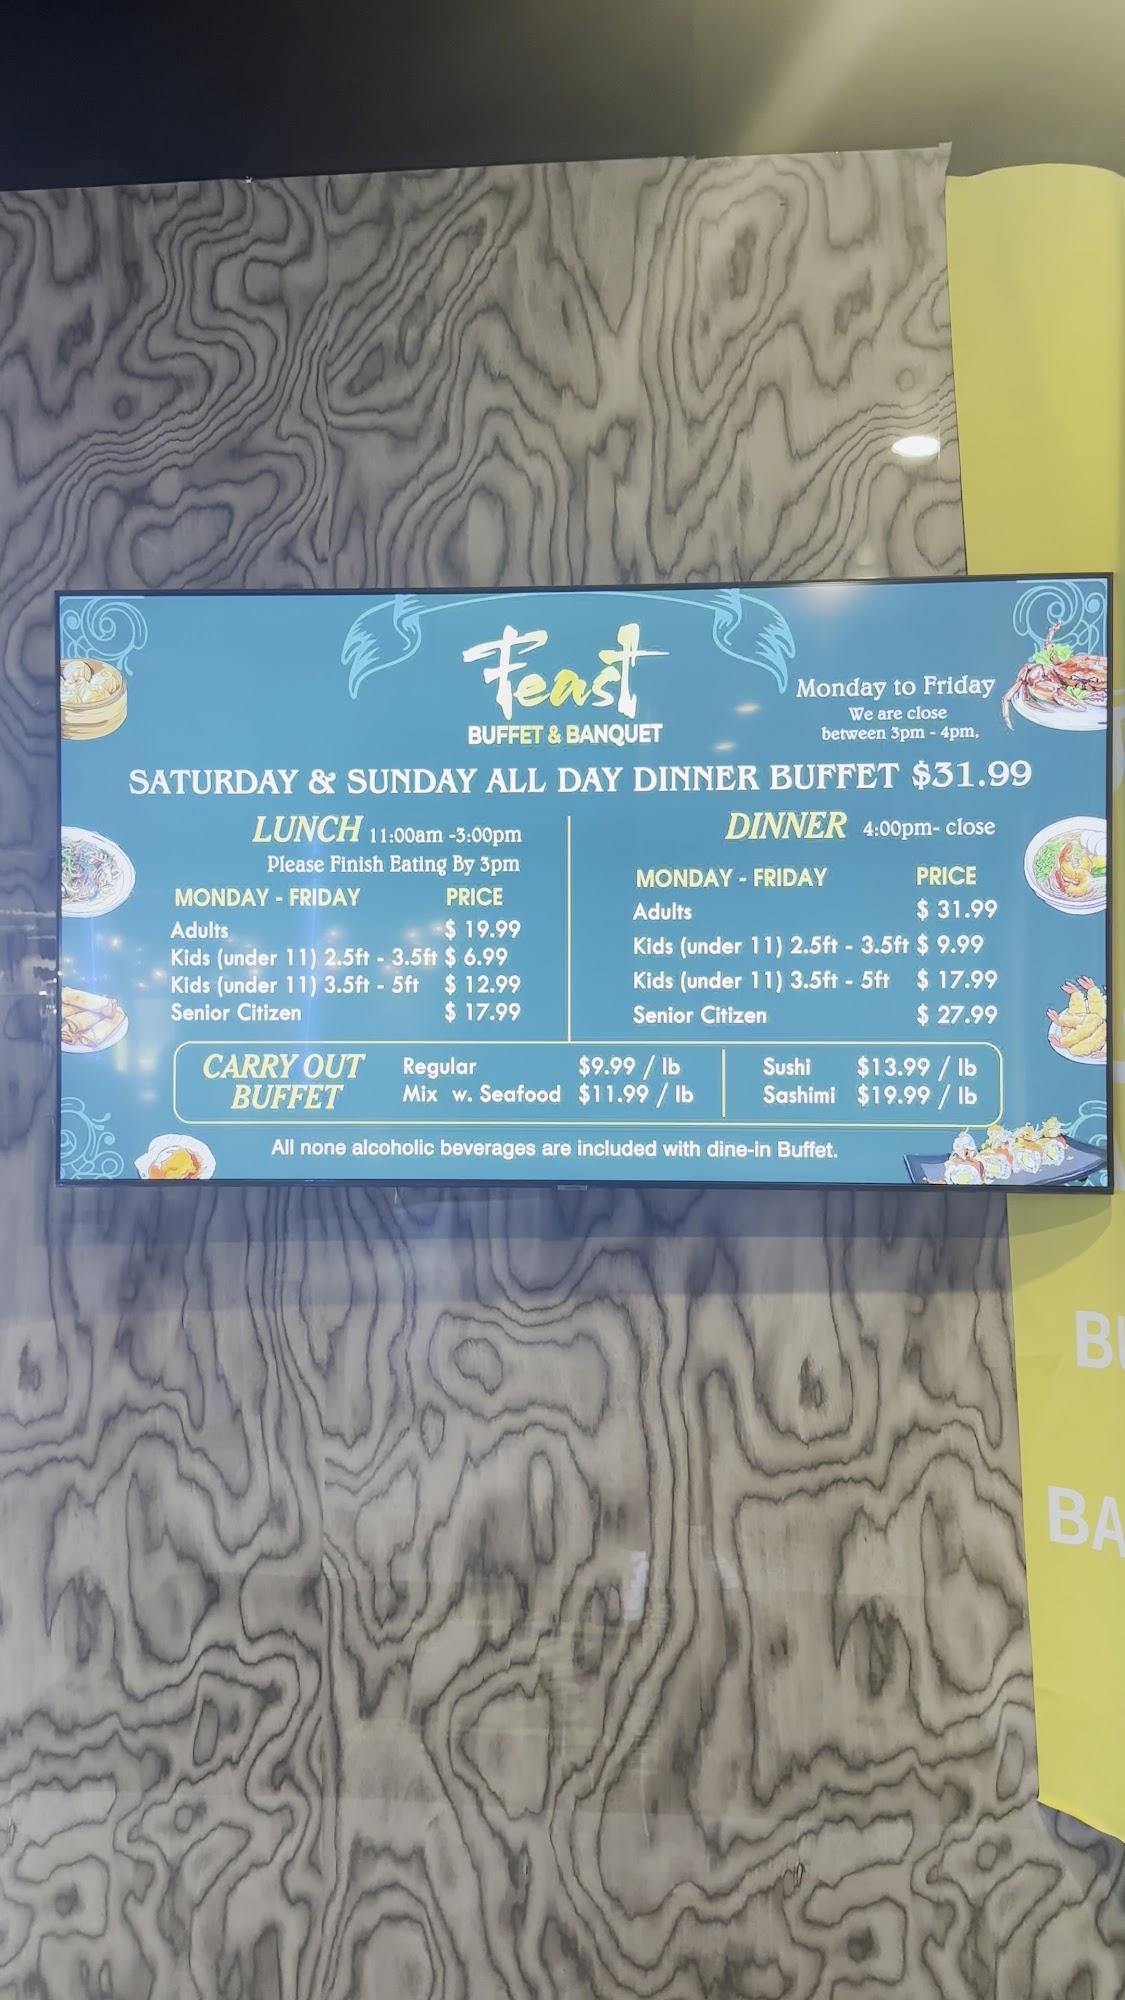 Feast
BUFFET & BANQUET
Monday to Friday
We are close
between 3pm - 4pm,
SATURDAY & SUNDAY ALL DAY DINNER BUFFET $31.99
LUNCH 11:00am -3:00pm
Please Finish Eating By 3pm
MONDAY - FRIDAY PRICE
Adults $ 19.99
Kids (under 11) 2.5ft - 3.5ft $ 6.99
Kids (under 11) 3.5ft - 5ft $ 12.99
Senior Citizen $ 17.99
DINNER 4:00pm- close
MONDAY - FRIDAY PRICE
Adults $ 31.99
Kids (under 11) 2.5ft - 3.5ft $ 9.99
Kids (under 11) 3.5ft - 5ft $ 17.99
Senior Citizen $ 27.99
CARRY OUT
BUFFET
Regular $9.99 / lb
Mix w. Seafood $11.99 / lb
Sushi $13.99 / lb
Sashimi $19.99 / lb
All none alcoholic beverages are included with dine-in Buffet.
BU
BA